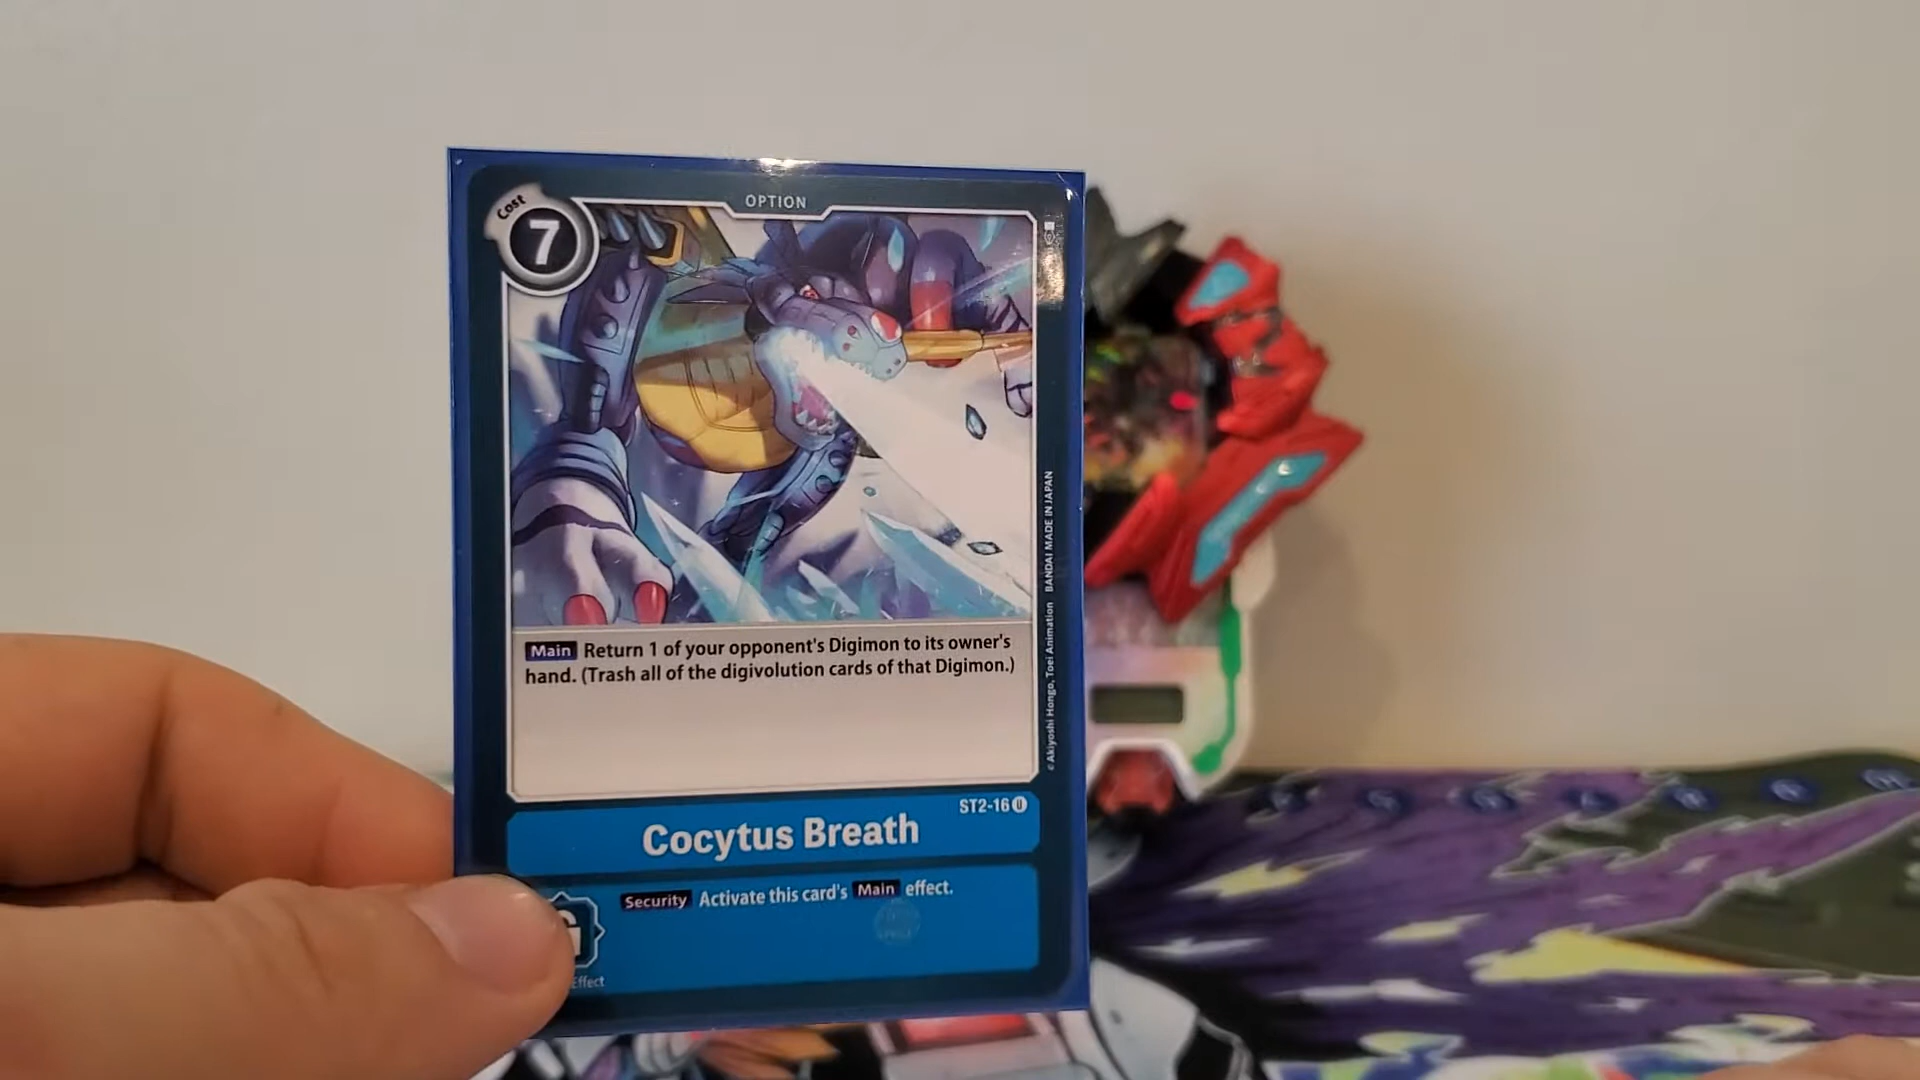 Cost
OPTION
7
Main Return 1 of your opponent's Digimon to its owner's
hand. (Trash all of the digivolution cards of that Digimon.)
©Akiyoshi Hongo, Toei Animation BANDAI MADE IN JAPAN
ST2-16 U
Cocytus Breath
Security Activate this card's Main effect.
Effect